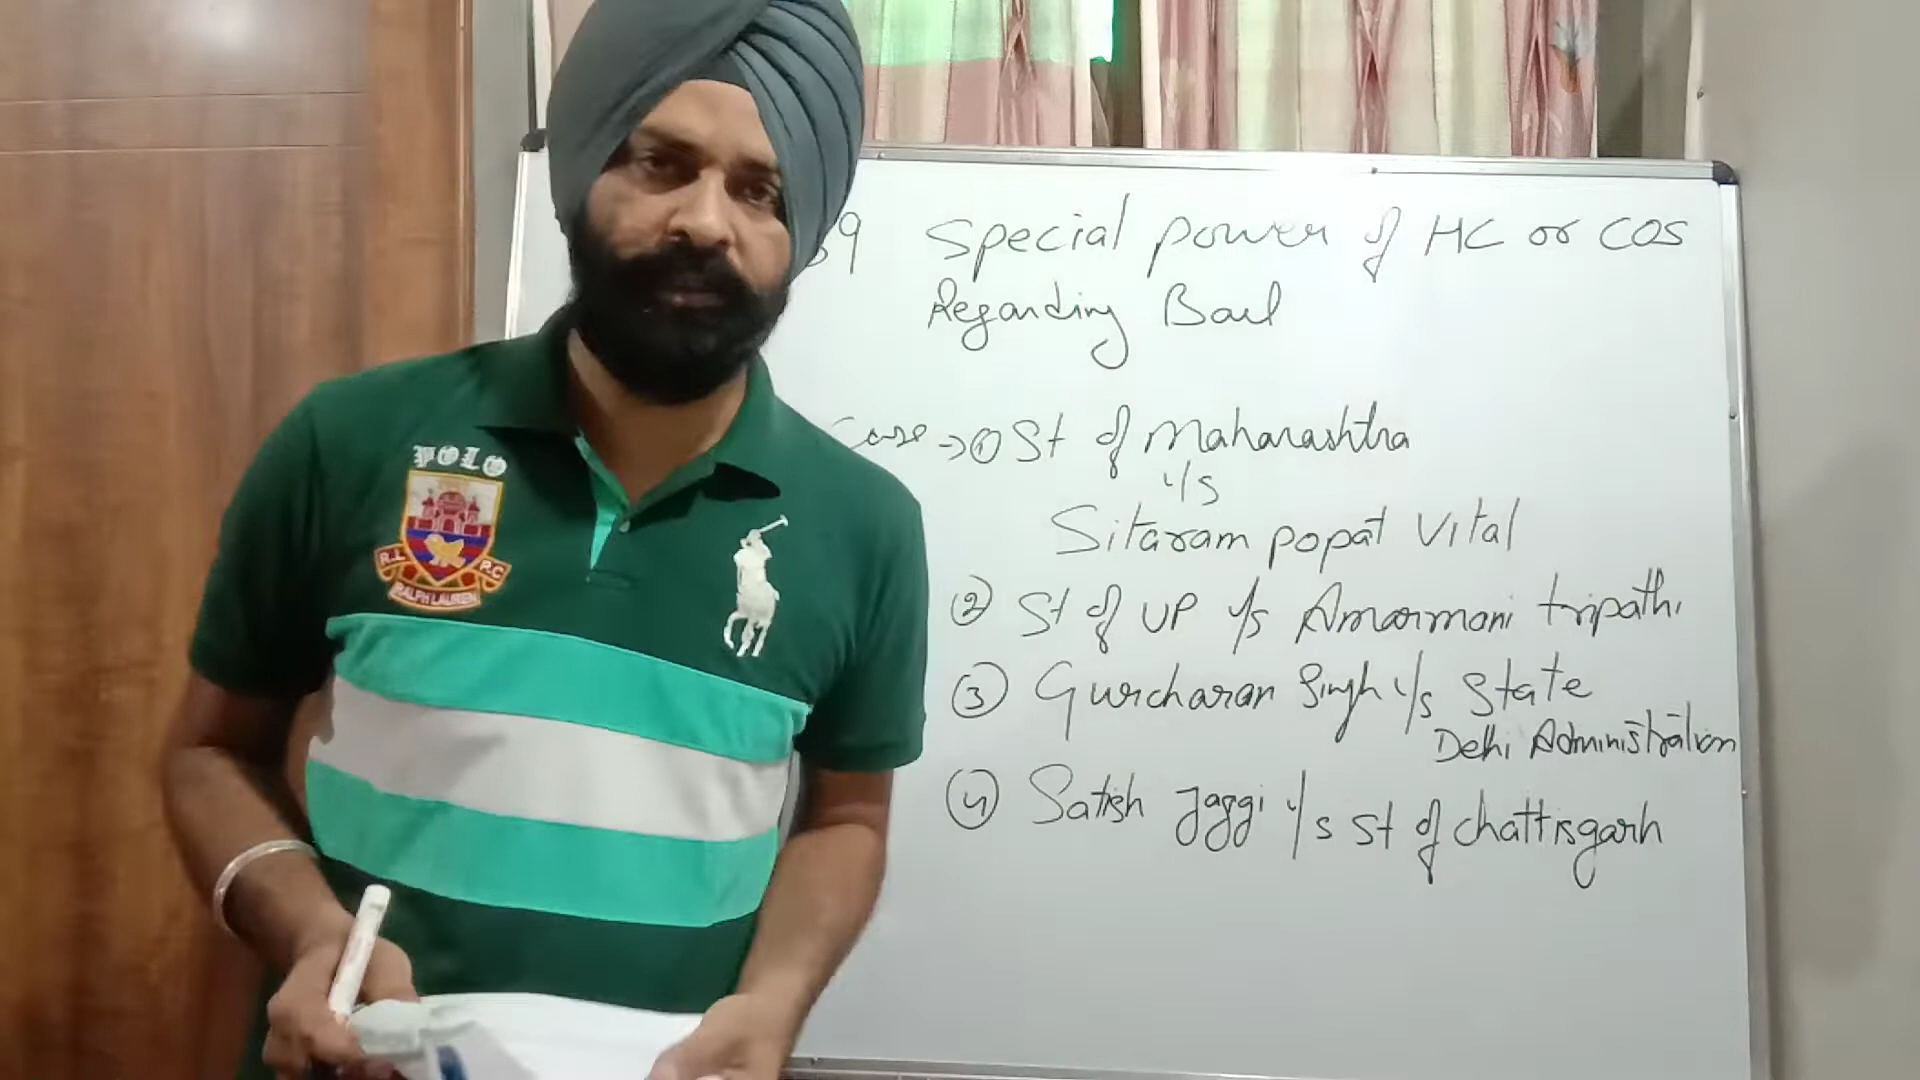 39 Special power of HC or COS
Regarding Bail
Case → ① St of Maharashtra
v/s
Sitaram popat Vital
② St of UP v/s Amarmani tripathi
③ Gurcharan Singh v/s State
Delhi Administration
④ Satish Jaggi v/s St of chattisgarh
POLO
R.L
P.C
RALPH LAUREN